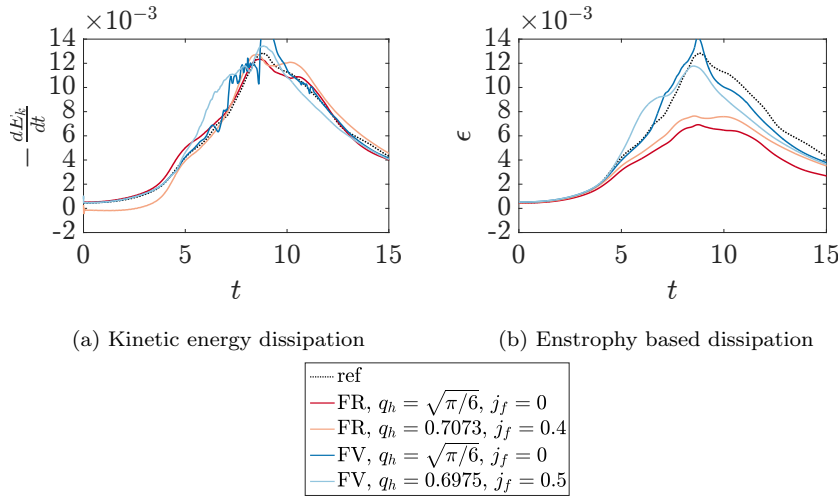 ×10⁻³ ×10⁻³
14 14
12 12
10 10
8 8
6 6
4 4
2 2
0 0
-2 -2
−dE_k/dt ϵ
0 5 10 15 0 5 10 15
t t
(a) Kinetic energy dissipation (b) Enstrophy based dissipation
ref
FR, q_h = √π/6, j_f = 0
FR, q_h = 0.7073, j_f = 0.4
FV, q_h = √π/6, j_f = 0
FV, q_h = 0.6975, j_f = 0.5